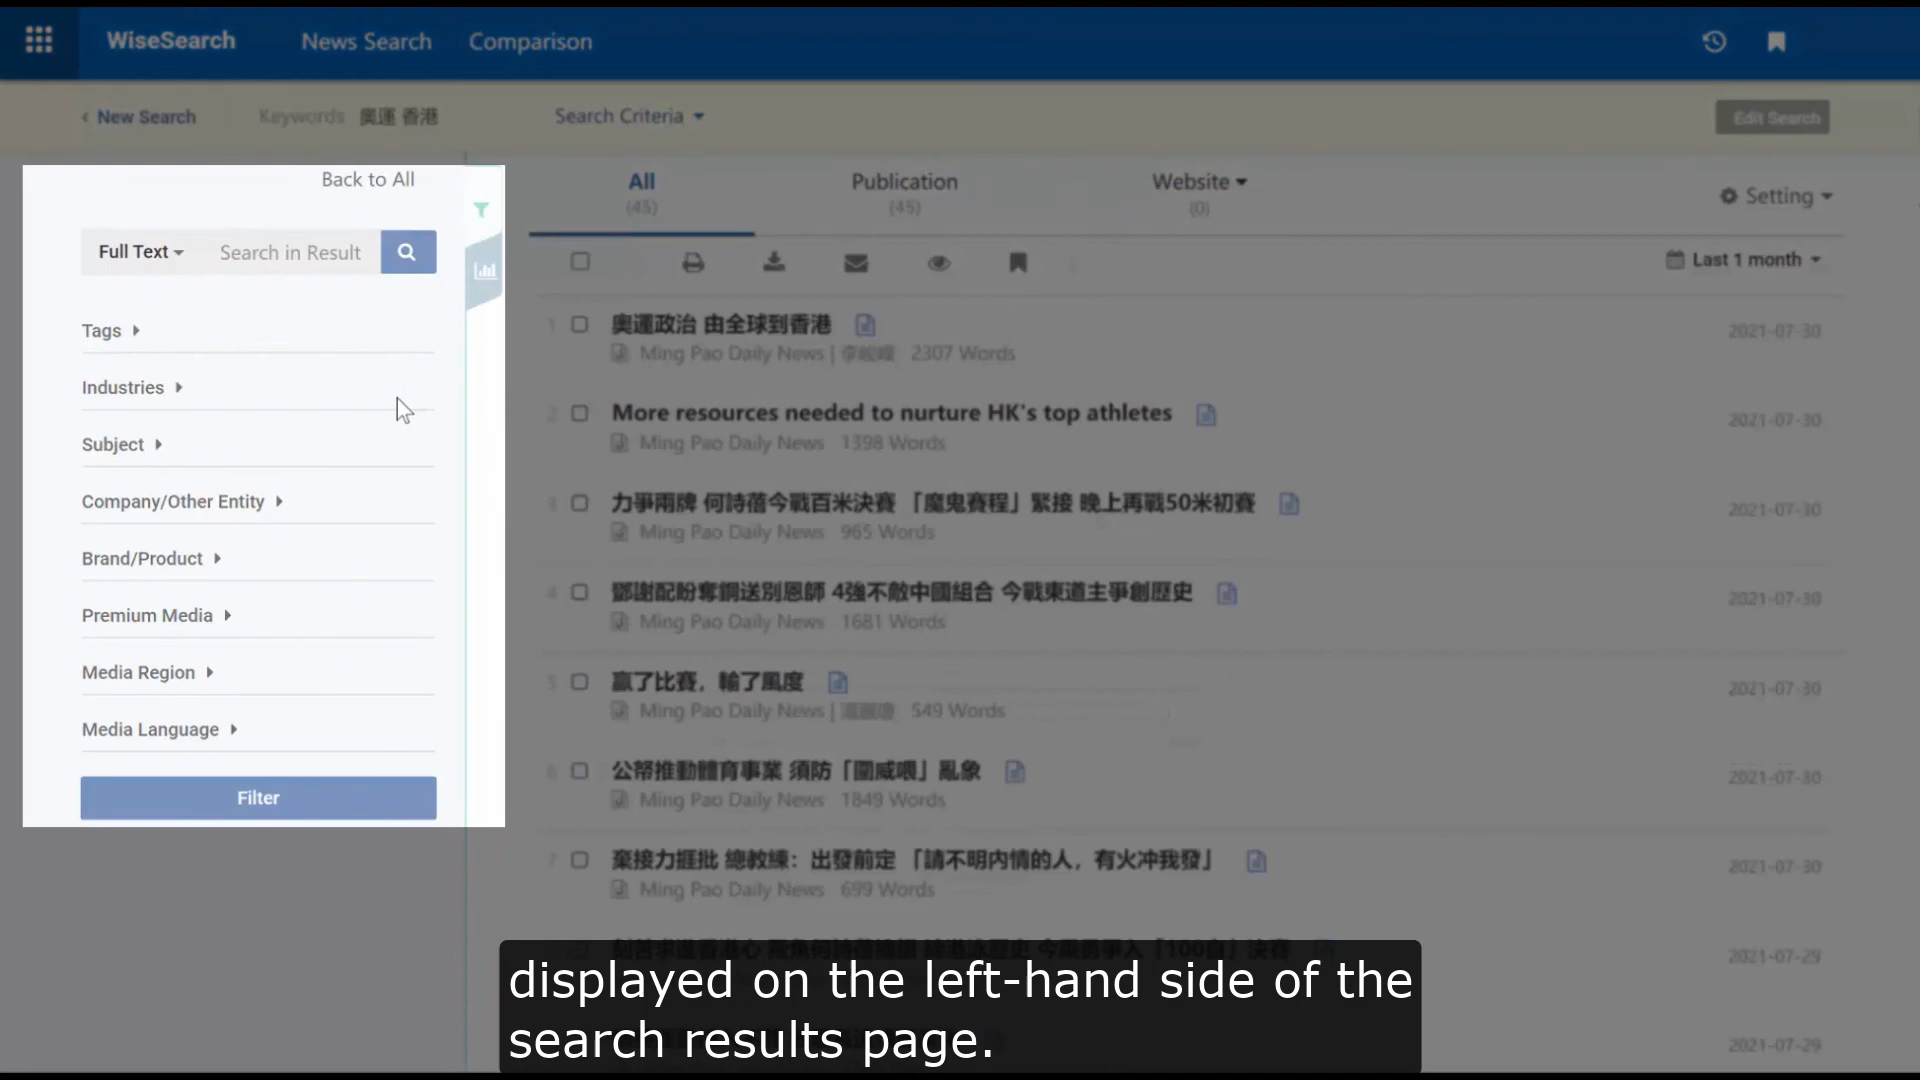 WiseSearch News Search Comparison
New Search Keywords 奧運 香港 Search Criteria Edit Search
Back to All
Full Text Search in Result
Tags
Industries
Subject
Company/Other Entity
Brand/Product
Premium Media
Media Region
Media Language
Filter
All Publication Website Setting
(45) (45) (0)
Last 1 month
1 奧運政治 由全球到香港 2021-07-30
Ming Pao Daily News | 2307 Words
2 More resources needed to nurture HK's top athletes 2021-07-30
Ming Pao Daily News 1398 Words
3 力爭兩牌 何詩蓓今戰百米決賽 「魔鬼賽程」緊接 晚上再戰50米初賽 2021-07-30
Ming Pao Daily News 965 Words
4 鄧謝配盼奪銅送別恩師 4強不敵中國組合 今戰東道主爭創歷史 2021-07-30
Ming Pao Daily News 1681 Words
5 贏了比賽，輸了風度 2021-07-30
Ming Pao Daily News | 549 Words
6 公帑推動體育事業 須防「圍威喂」亂象 2021-07-30
Ming Pao Daily News 1849 Words
7 棄接力捱批 總教練：出發前定 「請不明內情的人，有火冲我發」 2021-07-30
Ming Pao Daily News 699 Words
2021-07-29
2021-07-29
displayed on the left-hand side of the
search results page.